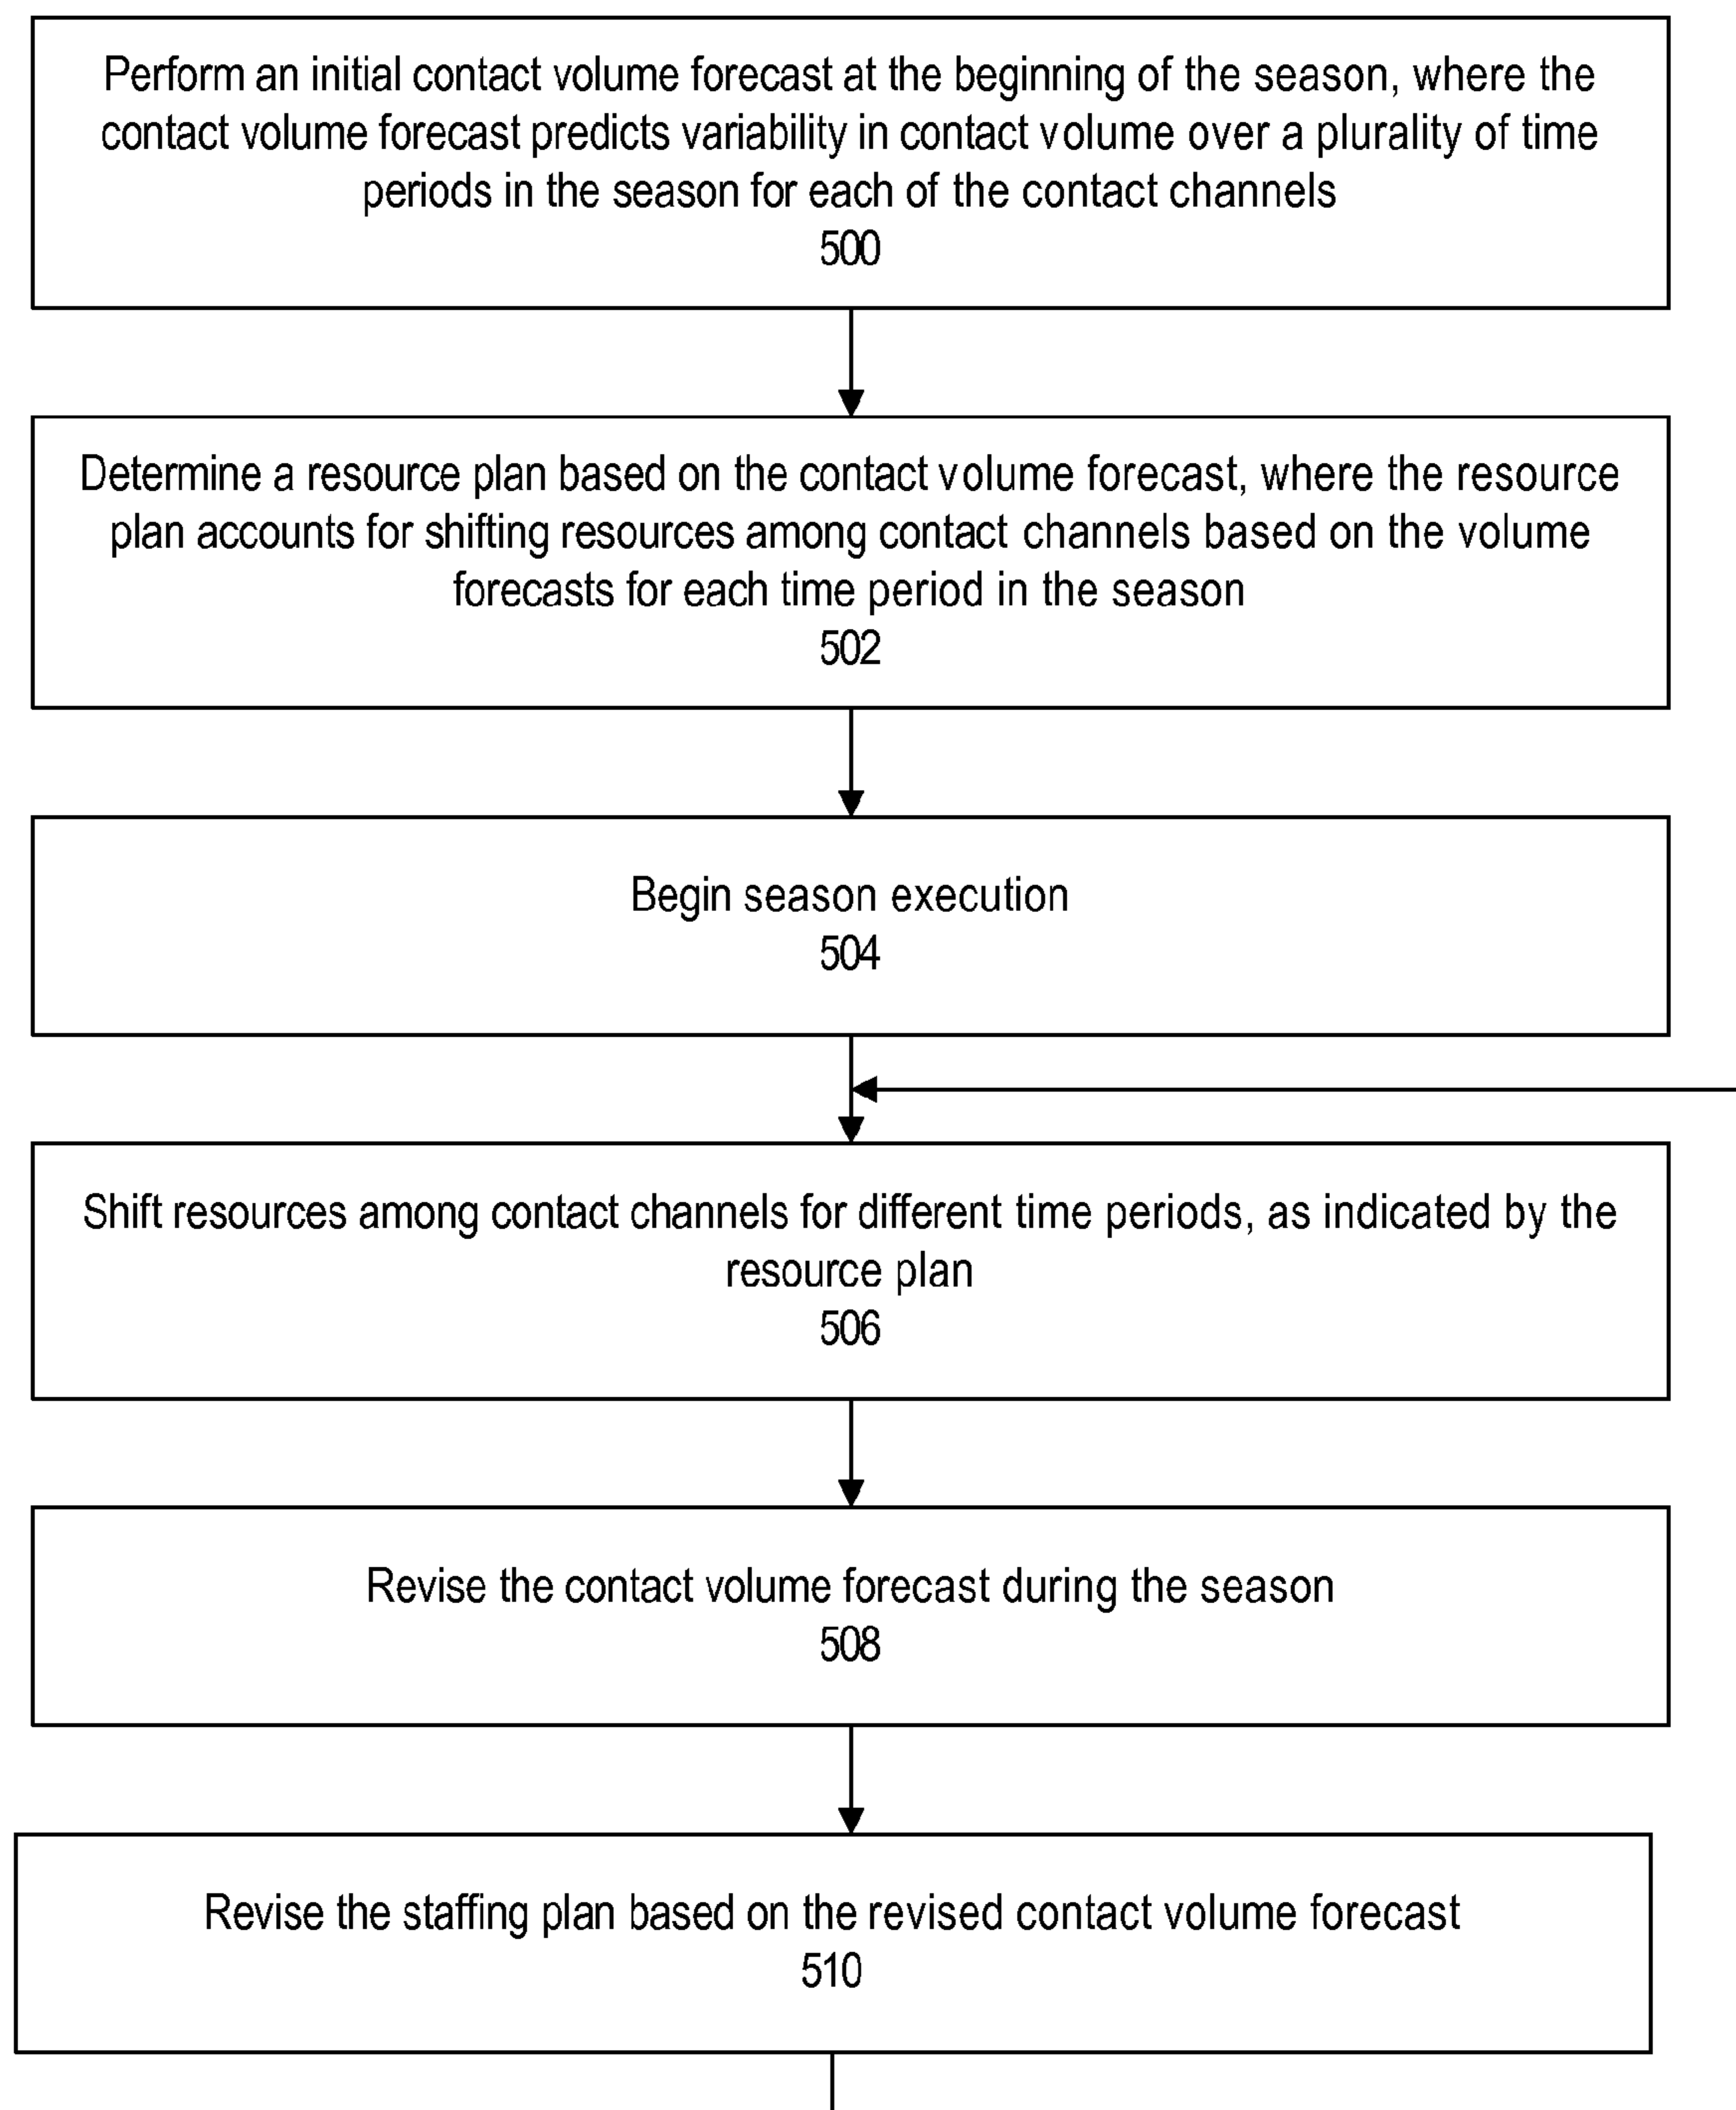 Perform an initial contact volume forecast at the beginning of the season, where the
contact volume forecast predicts variability in contact volume over a plurality of time
periods in the season for each of the contact channels
500
Determine a resource plan based on the contact volume forecast, where the resource
plan accounts for shifting resources among contact channels based on the volume
forecasts for each time period in the season
502
Begin season execution
504
Shift resources among contact channels for different time periods, as indicated by the
resource plan
506
Revise the contact volume forecast during the season
508
Revise the staffing plan based on the revised contact volume forecast
510